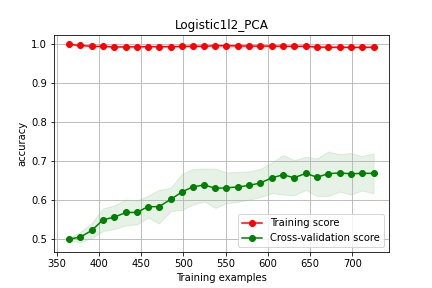 Logistic1l2_PCA
1.0
0.9
0.8
0.7
0.6
0.5
accuracy
350 400 450 500 550 600 650 700
Training examples
Training score
Cross-validation score